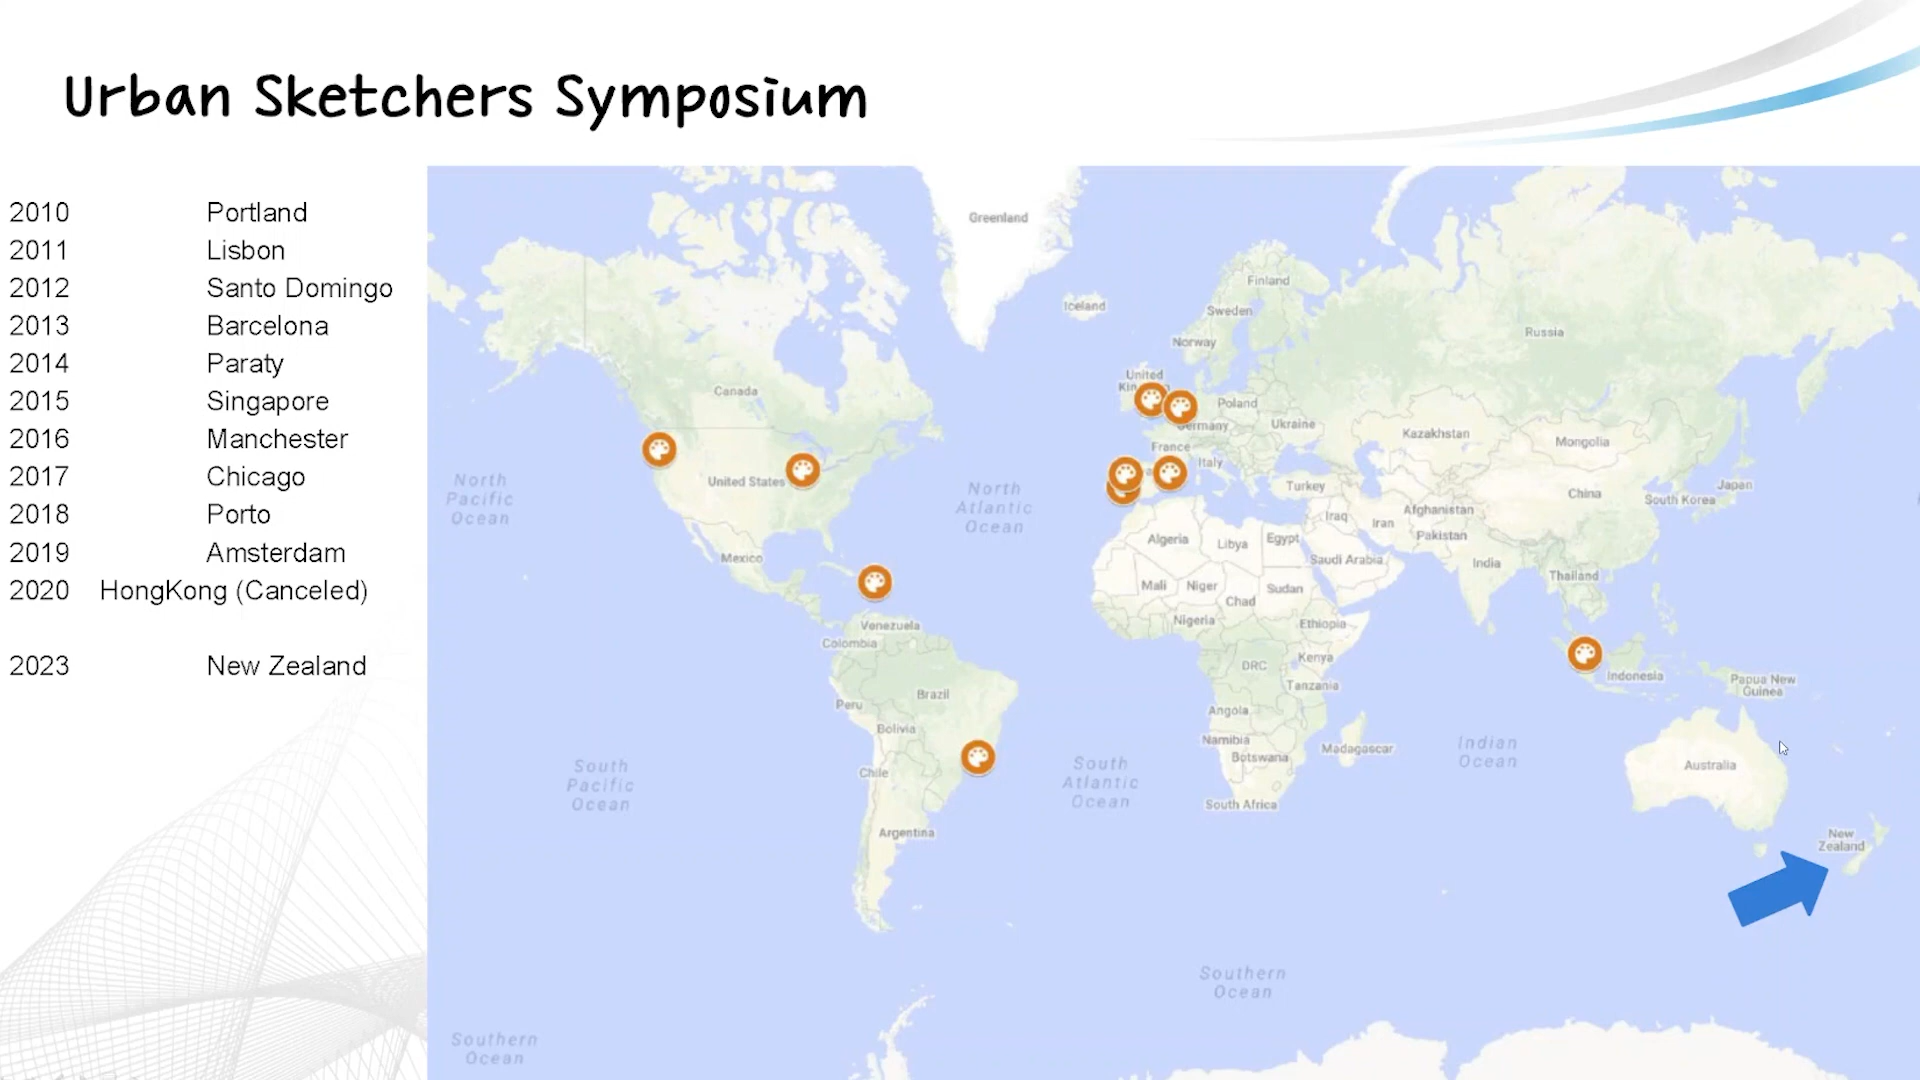 Urban Sketchers Symposium
2010 Portland
2011 Lisbon
2012 Santo Domingo
2013 Barcelona
2014 Paraty
2015 Singapore
2016 Manchester
2017 Chicago
2018 Porto
2019 Amsterdam
2020 HongKong (Canceled)
2023 New Zealand
Greenland
Finland
Iceland
Sweden
Russia
Norway
United
Canada
Poland
Ukraine
Germany
Kazakhstan
Mongolia
France
Italy
United States
North
Pacific
Ocean
North
Atlantic
Ocean
Turkey
China
South Korea
Japan
Iraq
Iran
Afghanistan
Pakistan
Algeria
Libya
Egypt
Saudi Arabia
India
Mexico
Mali
Niger
Sudan
Chad
Thailand
Nigeria
Ethiopia
Venezuela
Colombia
DRC
Kenya
Tanzania
Indonesia
Papua New
Guinea
Brazil
Peru
Bolivia
Angola
Namibia
Botswana
Madagascar
Indian
Ocean
South
Pacific
Ocean
South
Atlantic
Ocean
Chile
Australia
South Africa
Argentina
New
Zealand
Southern
Ocean
Southern
Ocean